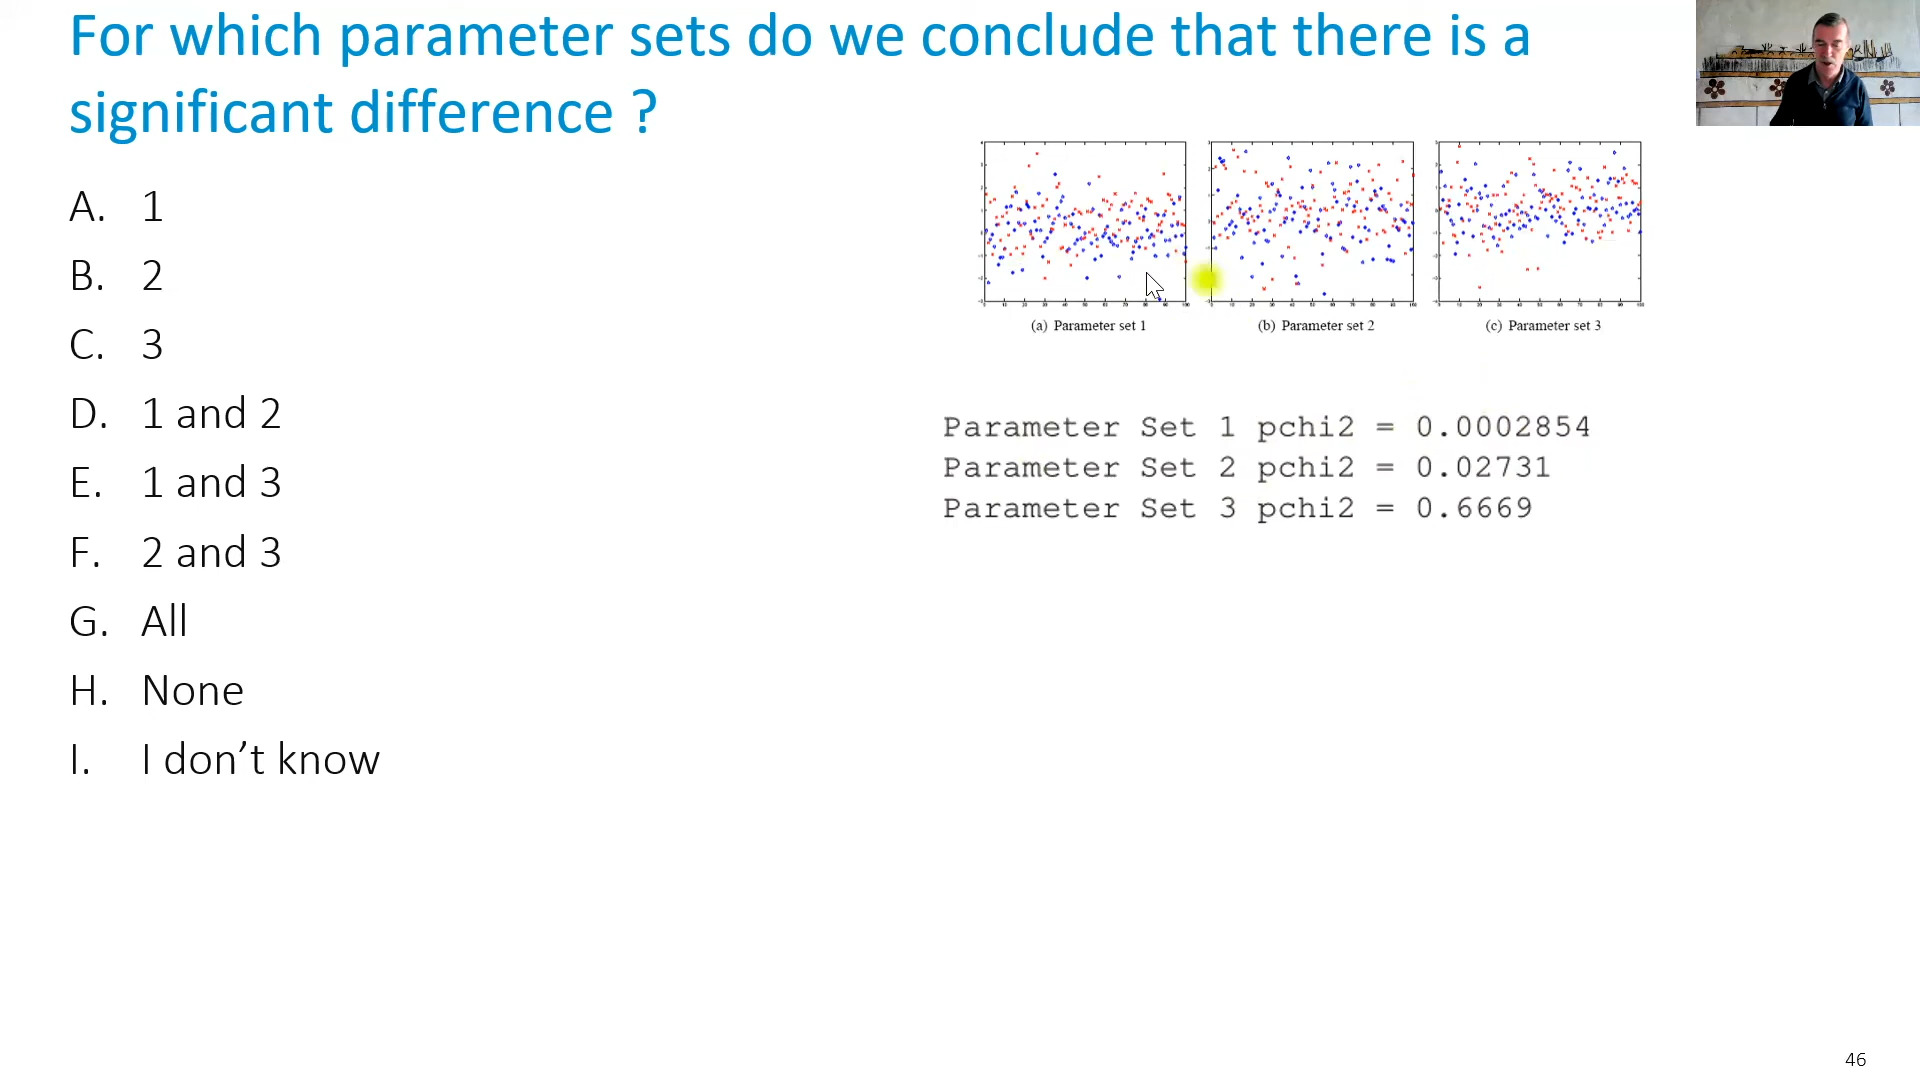 For which parameter sets do we conclude that there is a
significant difference ?
A. 1
B. 2
C. 3
D. 1 and 2
E. 1 and 3
F. 2 and 3
G. All
H. None
I. I don’t know
(a) Parameter set 1
(b) Parameter set 2
(c) Parameter set 3
Parameter Set 1 pchi2 = 0.0002854
Parameter Set 2 pchi2 = 0.02731
Parameter Set 3 pchi2 = 0.6669
46